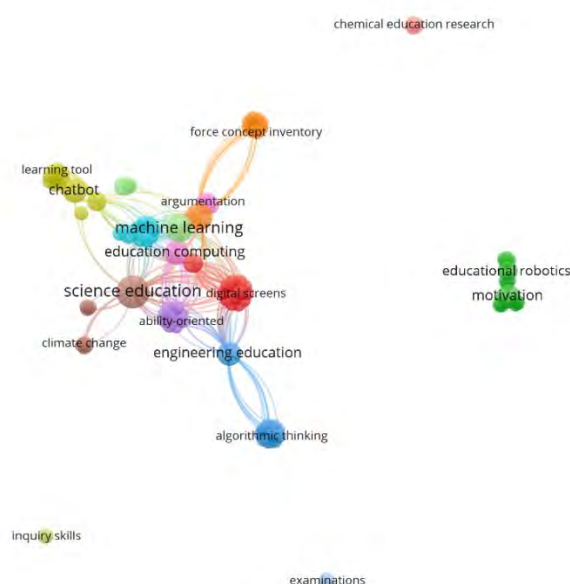 chemical education research
force concept inventory
learning tool
chatbot
argumentation
machine learning
education computing
educational robotics
science education
digital screens
motivation
ability-oriented
climate change
engineering education
algorithmic thinking
inquiry skills
examinations